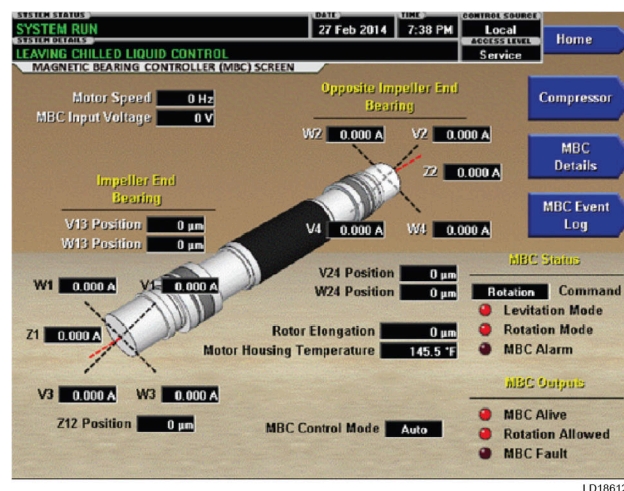 SYSTEM STATUS
SYSTEM RUN
DATE
27 Feb 2014
TIME
7:38 PM
CONTROL SOURCE
Local
SYSTEM DETAILS
LEAVING CHILLED LIQUID CONTROL
ACCESS LEVEL
Service
Home
MAGNETIC BEARING CONTROLLER (MBC) SCREEN
Motor Speed 0 Hz
MBC Input Voltage 0 V
Opposite Impeller End
Bearing
Compressor
W2 0.000 A V2 0.000 A
Z2 0.000 A
MBC
Details
Impeller End
Bearing
V13 Position 0 µm
W13 Position 0 µm
V4 0.000 A W4 0.000 A
MBC Event
Log
W1 0.000 A V1 0.000 A
V24 Position 0 µm
W24 Position 0 µm
MBC Status
Rotation Command
Levitation Mode
Z1 0.000 A
Rotor Elongation 0 µm
Rotation Mode
Motor Housing Temperature 145.5 °F
MBC Alarm
V3 0.000 A W3 0.000 A
MBC Outputs
Z12 Position 0 µm
MBC Control Mode Auto
MBC Alive
Rotation Allowed
MBC Fault
LD18612